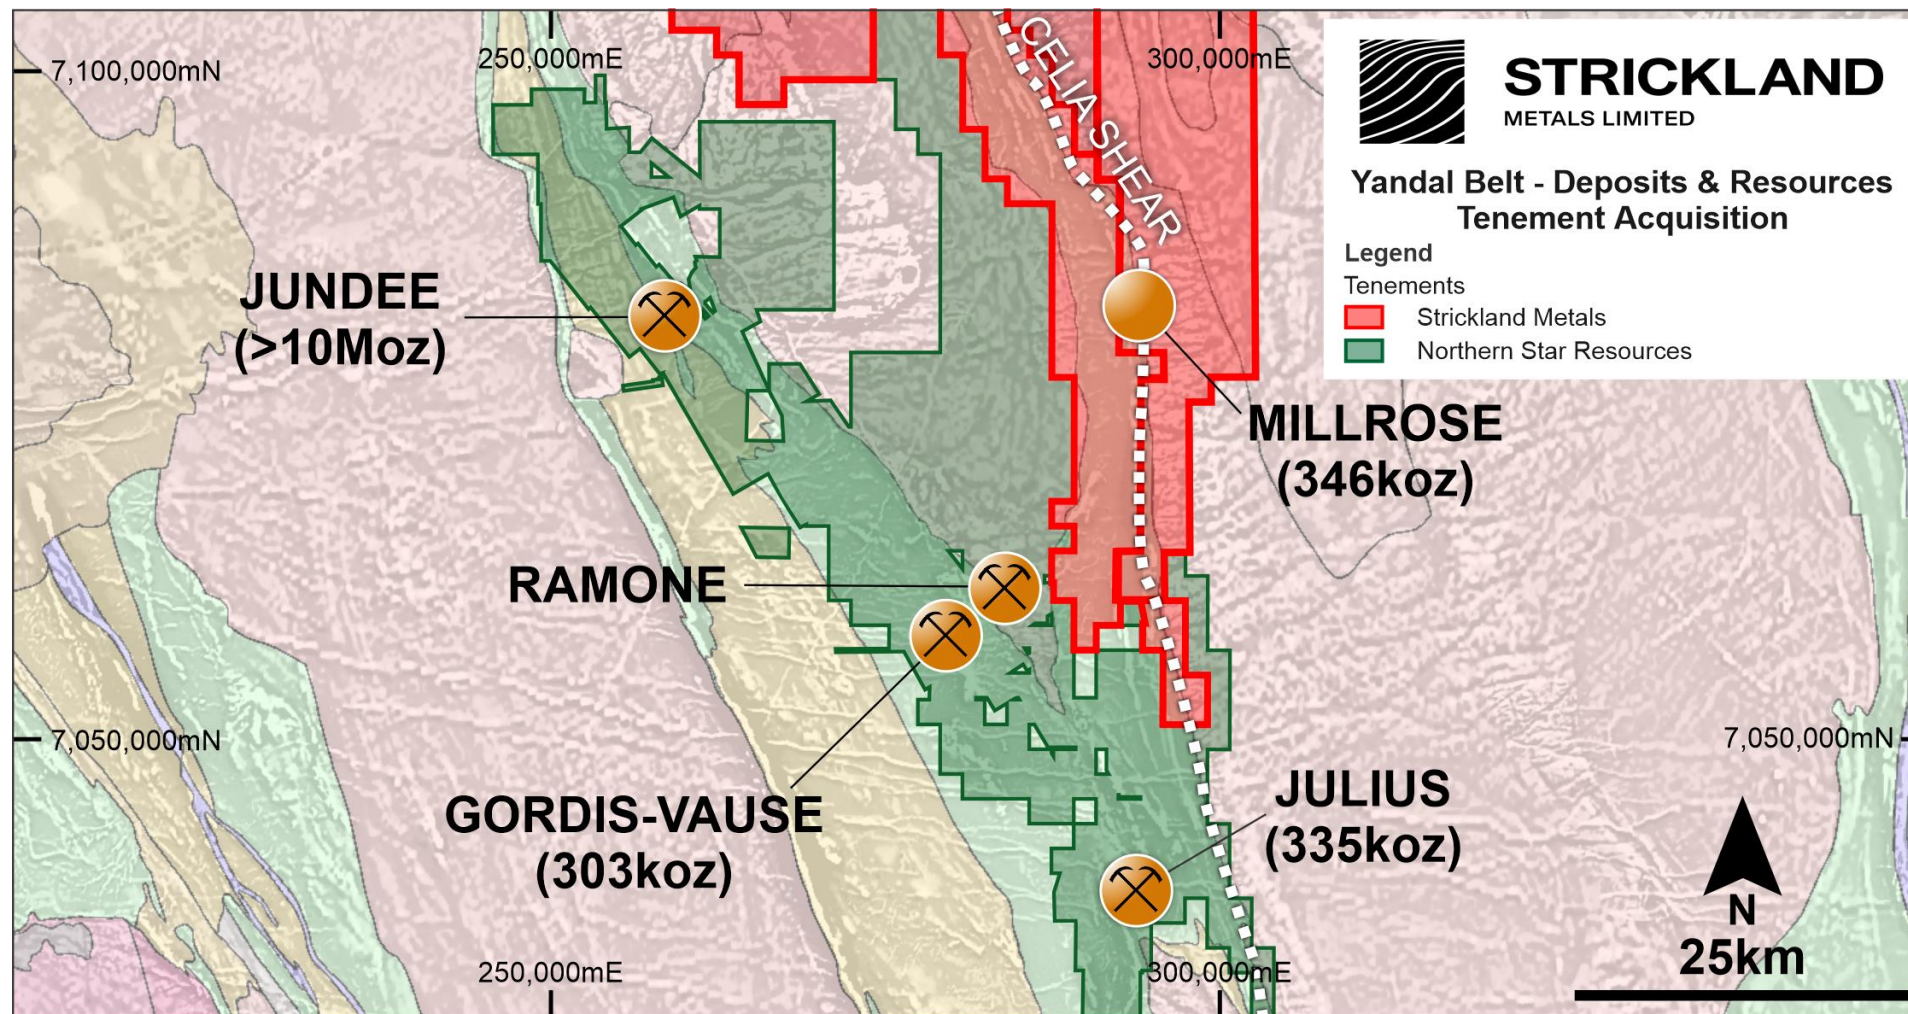 7,100,000mN
250,000mE
300,000mE
CELIA SHEAR
STRICKLAND
METALS LIMITED
Yandal Belt - Deposits & Resources
Tenement Acquisition
Legend
Tenements
Strickland Metals
Northern Star Resources
JUNDEE
(>10Moz)
MILLROSE
(346koz)
RAMONE
GORDIS-VAUSE
(303koz)
7,050,000mN
7,050,000mN
JULIUS
(335koz)
N
25km
250,000mE
300,000mE